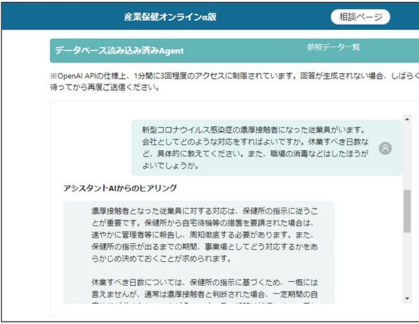 産業保健オンラインα版
相談ページ
データベース読み込み済みAgent
参照データ一覧
※OpenAI APIの仕様上、1分間に3回程度のアクセスに制限されています。回答が生成されない場合、しばらく
待ってから再度ご送信ください。
新型コロナウイルス感染症の濃厚接触者になった従業員がいます。
会社としてどのような対応をすればよいですか。休業すべき日数な
ど、具体的に教えてください。また、職場の消毒などはしたほうが
よいでしょうか。
アシスタントAIからのヒアリング
濃厚接触者となった従業員に対する対応は、保健所の指示に従うこ
とが重要です。保健所から自宅待機等の措置を要請された場合は、
速やかに管理者等に報告し、周知徹底する必要があります。また、
保健所の指示が出るまでの期間、事業場としてどう対応するかをあ
らかじめ決めておくことが求められます。
休業すべき日数については、保健所の指示に基づくため、一概には
言えませんが、通常は濃厚接触者と判断された場合、一定期間の自